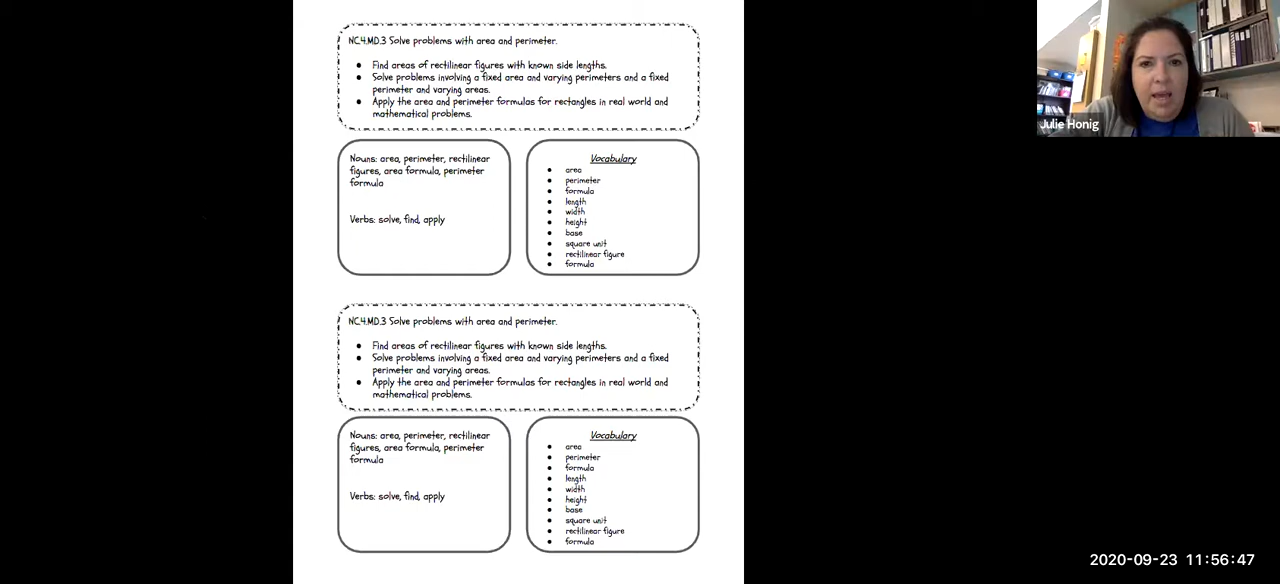 NC.4.MD.3 Solve problems with area and perimeter.
● Find areas of rectilinear figures with known side lengths.
● Solve problems involving a fixed area and varying perimeters and a fixed
perimeter and varying areas.
● Apply the area and perimeter formulas for rectangles in real world and
mathematical problems.
Nouns: area, perimeter, rectilinear
figures, area formula, perimeter
formula
Verbs: solve, find, apply
Vocabulary
● area
● perimeter
● formula
● length
● width
● height
● base
● square unit
● rectilinear figure
● formula
NC.4.MD.3 Solve problems with area and perimeter.
● Find areas of rectilinear figures with known side lengths.
● Solve problems involving a fixed area and varying perimeters and a fixed
perimeter and varying areas.
● Apply the area and perimeter formulas for rectangles in real world and
mathematical problems.
Nouns: area, perimeter, rectilinear
figures, area formula, perimeter
formula
Verbs: solve, find, apply
Vocabulary
● area
● perimeter
● formula
● length
● width
● height
● base
● square unit
● rectilinear figure
● formula
Julie Honig
2020-09-23 11:56:47